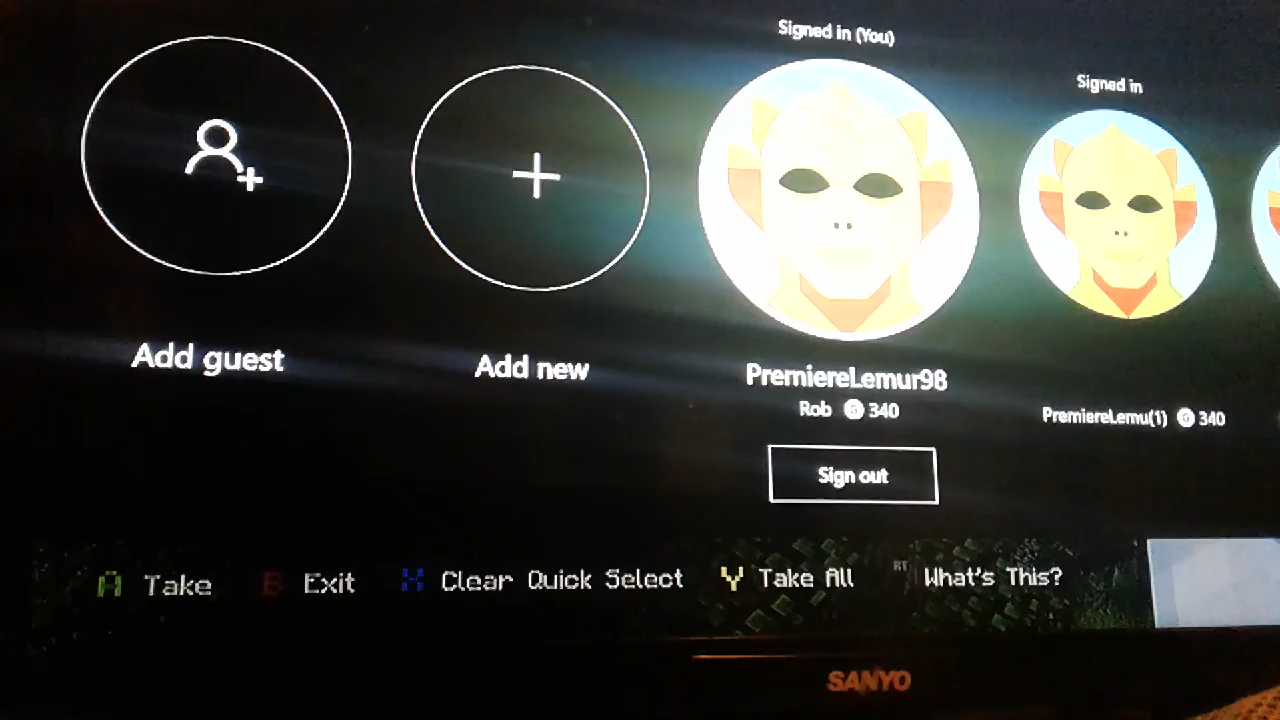 Signed in (You)
Signed in
Add guest
Add new
PremiereLemur98
Rob G 340
PremiereLemu(1) G 340
Sign out
A Take B Exit X Clear Quick Select Y Take All RT What's This?
SANYO